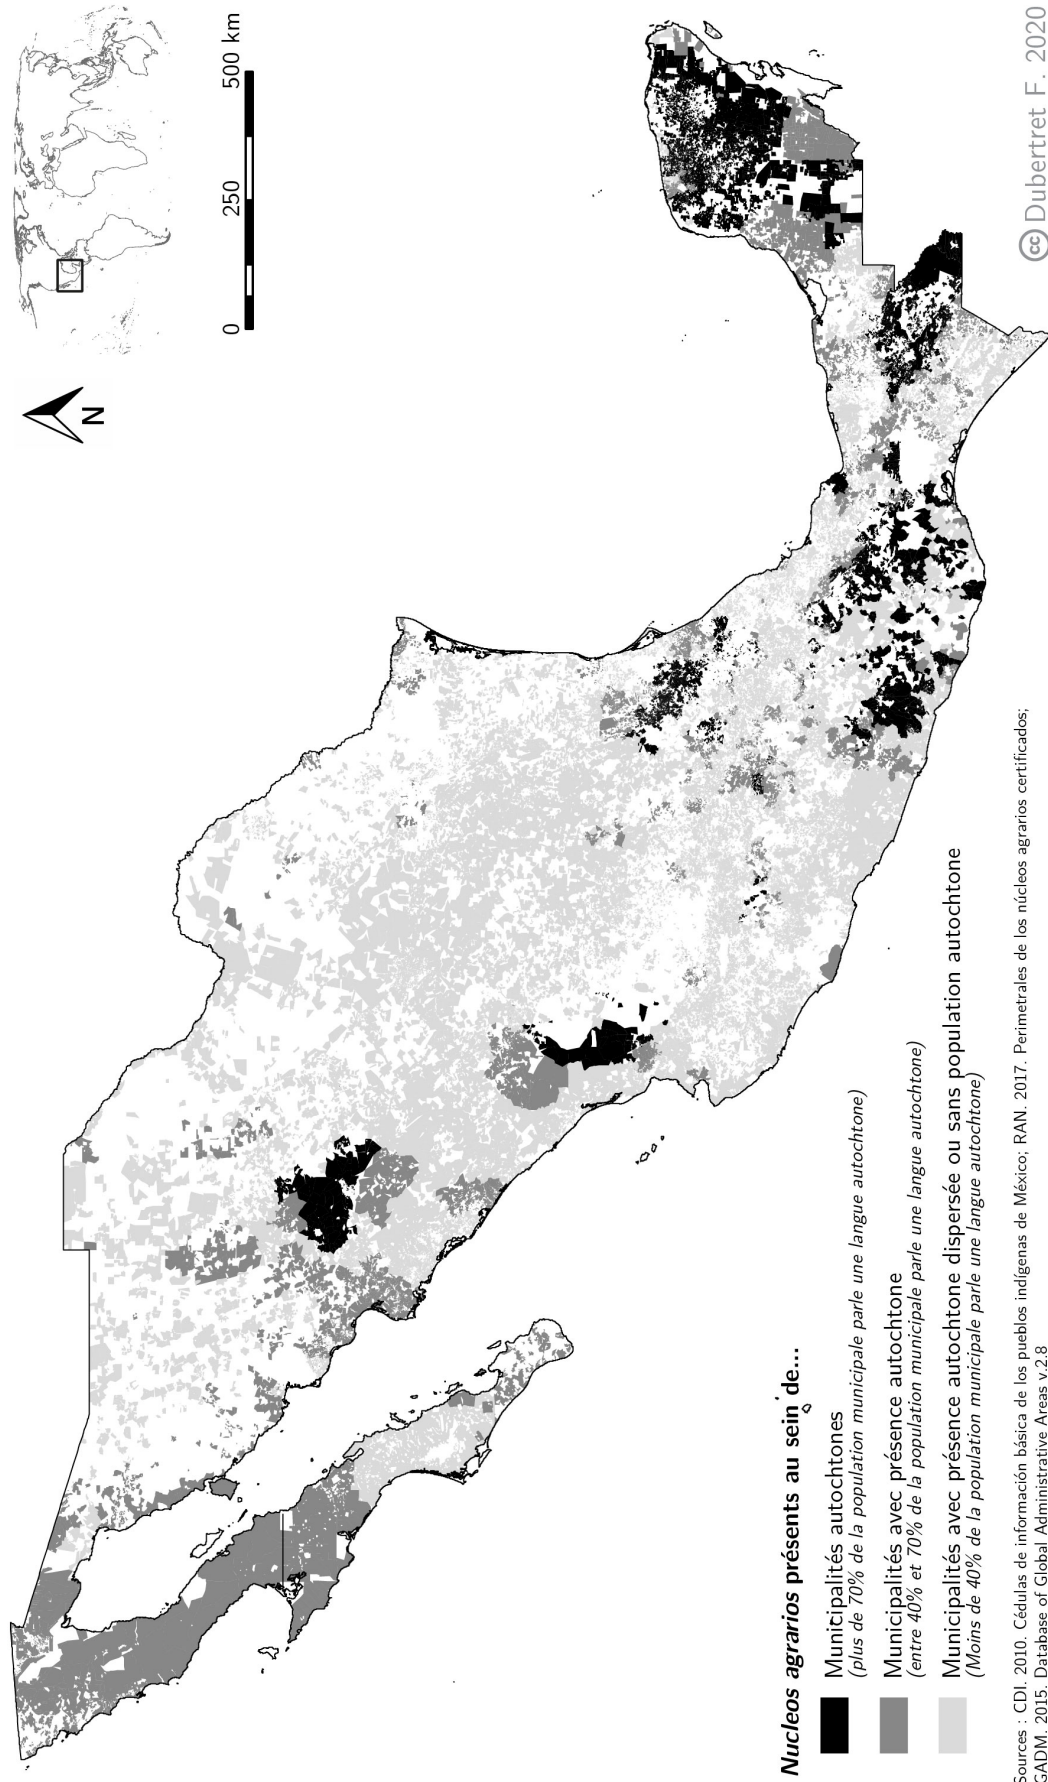 N
0 250 500 km
Nucleos agrarios présents au sein de...
Municipalités autochtones
(plus de 70% de la population municipale parle une langue autochtone)
Municipalités avec présence autochtone
(entre 40% et 70% de la population municipale parle une langue autochtone)
Municipalités avec présence autochtone dispersée ou sans population autochtone
(Moins de 40% de la population municipale parle une langue autochtone)
Sources : CDI. 2010. Cédulas de información básica de los pueblos indígenas de México; RAN. 2017. Perimetrales de los núcleos agrarios certificados;
GADM. 2015. Database of Global Administrative Areas v.2.8
cc Dubertret F. 2020